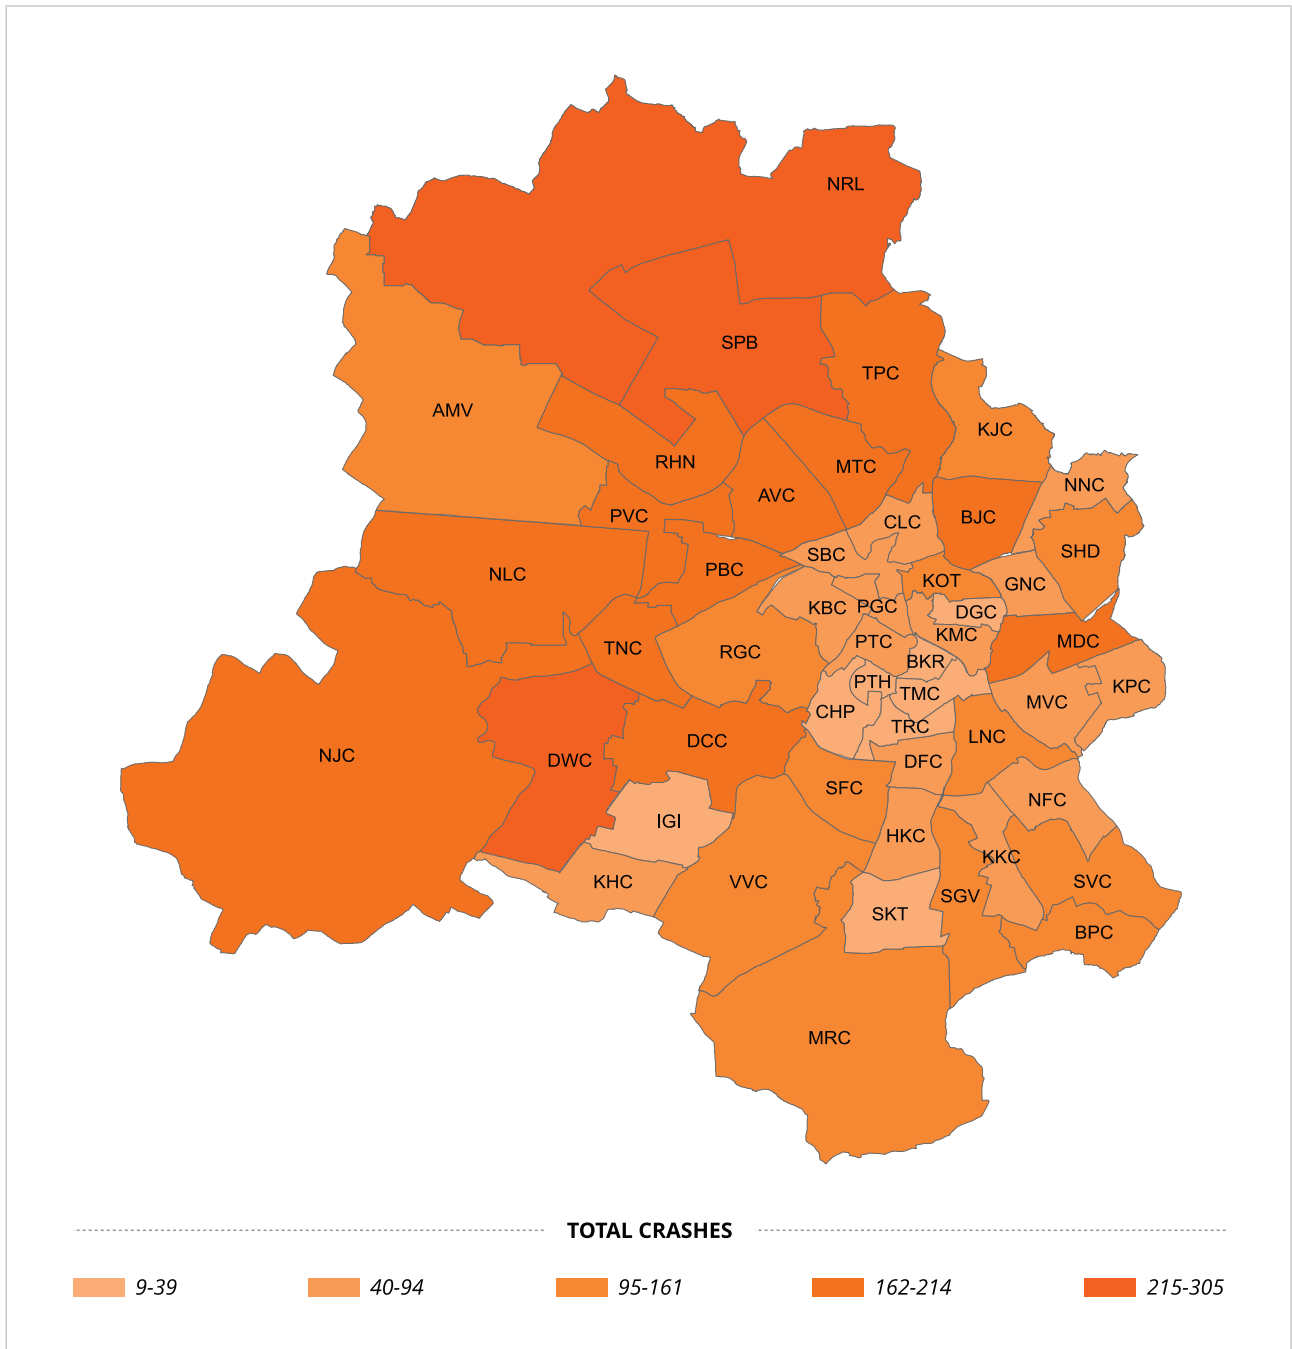 NRL
SPB
TPC
AMV
KJC
RHN
MTC
NNC
AVC
PVC
BJC
CLC
SHD
SBC
PBC
NLC
KOT
GNC
KBC
PGC
DGC
KMC
PTC
MDC
TNC
RGC
BKR
PTH
TMC
KPC
MVC
CHP
TRC
LNC
DCC
NJC
DWC
DFC
SFC
NFC
IGI
HKC
KKC
KHC
VVC
SVC
SGV
SKT
BPC
MRC
TOTAL CRASHES
9-39 40-94 95-161 162-214 215-305